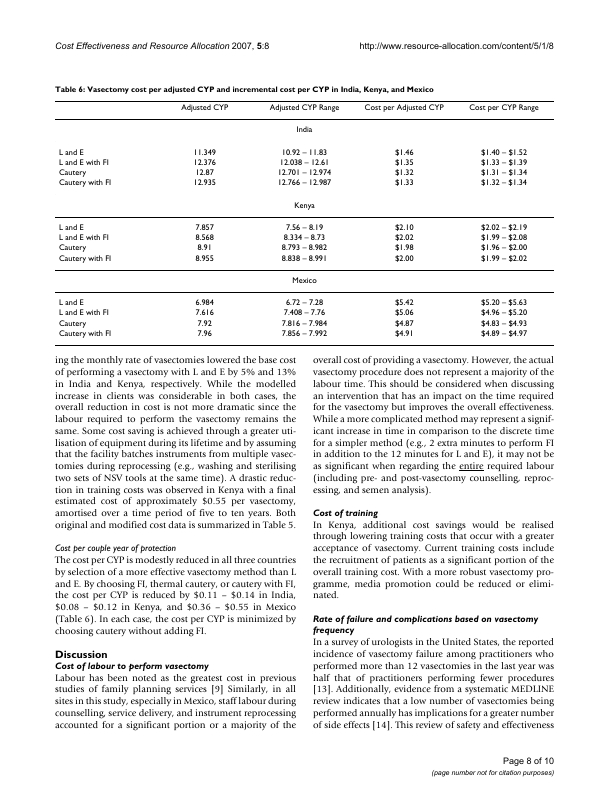 Cost Effectiveness and Resource Allocation 2007, 5:8 http://www.resource-allocation.com/content/5/1/8
Table 6: Vasectomy cost per adjusted CYP and incremental cost per CYP in India, Kenya, and Mexico
Adjusted CYP Adjusted CYP Range Cost per Adjusted CYP Cost per CYP Range
India
L and E 11.349 10.92 – 11.83 $1.46 $1.40 – $1.52
L and E with FI 12.376 12.038 – 12.61 $1.35 $1.33 – $1.39
Cautery 12.87 12.701 – 12.974 $1.32 $1.31 – $1.34
Cautery with FI 12.935 12.766 – 12.987 $1.33 $1.32 – $1.34
Kenya
L and E 7.857 7.56 – 8.19 $2.10 $2.02 – $2.19
L and E with FI 8.568 8.334 – 8.73 $2.02 $1.99 – $2.08
Cautery 8.91 8.793 – 8.982 $1.98 $1.96 – $2.00
Cautery with FI 8.955 8.838 – 8.991 $2.00 $1.99 – $2.02
Mexico
L and E 6.984 6.72 – 7.28 $5.42 $5.20 – $5.63
L and E with FI 7.616 7.408 – 7.76 $5.06 $4.96 – $5.20
Cautery 7.92 7.816 – 7.984 $4.87 $4.83 – $4.93
Cautery with FI 7.96 7.856 – 7.992 $4.91 $4.89 – $4.97
ing the monthly rate of vasectomies lowered the base cost
of performing a vasectomy with L and E by 5% and 13%
in India and Kenya, respectively. While the modelled
increase in clients was considerable in both cases, the
overall reduction in cost is not more dramatic since the
labour required to perform the vasectomy remains the
same. Some cost saving is achieved through a greater uti-
lisation of equipment during its lifetime and by assuming
that the facility batches instruments from multiple vasec-
tomies during reprocessing (e.g., washing and sterilising
two sets of NSV tools at the same time). A drastic reduc-
tion in training costs was observed in Kenya with a final
estimated cost of approximately $0.55 per vasectomy,
amortised over a time period of five to ten years. Both
original and modified cost data is summarized in Table 5.
Cost per couple year of protection
The cost per CYP is modestly reduced in all three countries
by selection of a more effective vasectomy method than L
and E. By choosing FI, thermal cautery, or cautery with FI,
the cost per CYP is reduced by $0.11 – $0.14 in India,
$0.08 – $0.12 in Kenya, and $0.36 – $0.55 in Mexico
(Table 6). In each case, the cost per CYP is minimized by
choosing cautery without adding FI.
Discussion
Cost of labour to perform vasectomy
Labour has been noted as the greatest cost in previous
studies of family planning services [9] Similarly, in all
sites in this study, especially in Mexico, staff labour during
counselling, service delivery, and instrument reprocessing
accounted for a significant portion or a majority of the
overall cost of providing a vasectomy. However, the actual
vasectomy procedure does not represent a majority of the
labour time. This should be considered when discussing
an intervention that has an impact on the time required
for the vasectomy but improves the overall effectiveness.
While a more complicated method may represent a signif-
icant increase in time in comparison to the discrete time
for a simpler method (e.g., 2 extra minutes to perform FI
in addition to the 12 minutes for L and E), it may not be
as significant when regarding the entire required labour
(including pre- and post-vasectomy counselling, reproc-
essing, and semen analysis).
Cost of training
In Kenya, additional cost savings would be realised
through lowering training costs that occur with a greater
acceptance of vasectomy. Current training costs include
the recruitment of patients as a significant portion of the
overall training cost. With a more robust vasectomy pro-
gramme, media promotion could be reduced or elimi-
nated.
Rate of failure and complications based on vasectomy
frequency
In a survey of urologists in the United States, the reported
incidence of vasectomy failure among practitioners who
performed more than 12 vasectomies in the last year was
half that of practitioners performing fewer procedures
[13]. Additionally, evidence from a systematic MEDLINE
review indicates that a low number of vasectomies being
performed annually has implications for a greater number
of side effects [14]. This review of safety and effectiveness
Page 8 of 10
(page number not for citation purposes)